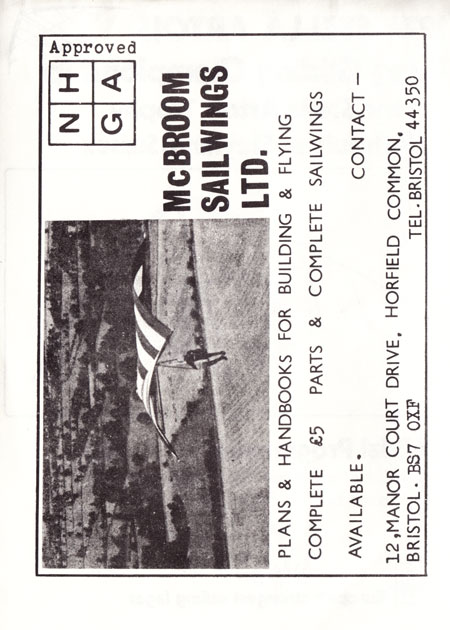 Approved
N H
G A
McBROOM
SAILWINGS
LTD.
PLANS & HANDBOOKS FOR BUILDING & FLYING
COMPLETE £5 PARTS & COMPLETE SAILWINGS
AVAILABLE. CONTACT —
12,MANOR COURT DRIVE, HORFIELD COMMON,
BRISTOL. BS7 0XF TEL. BRISTOL 44350